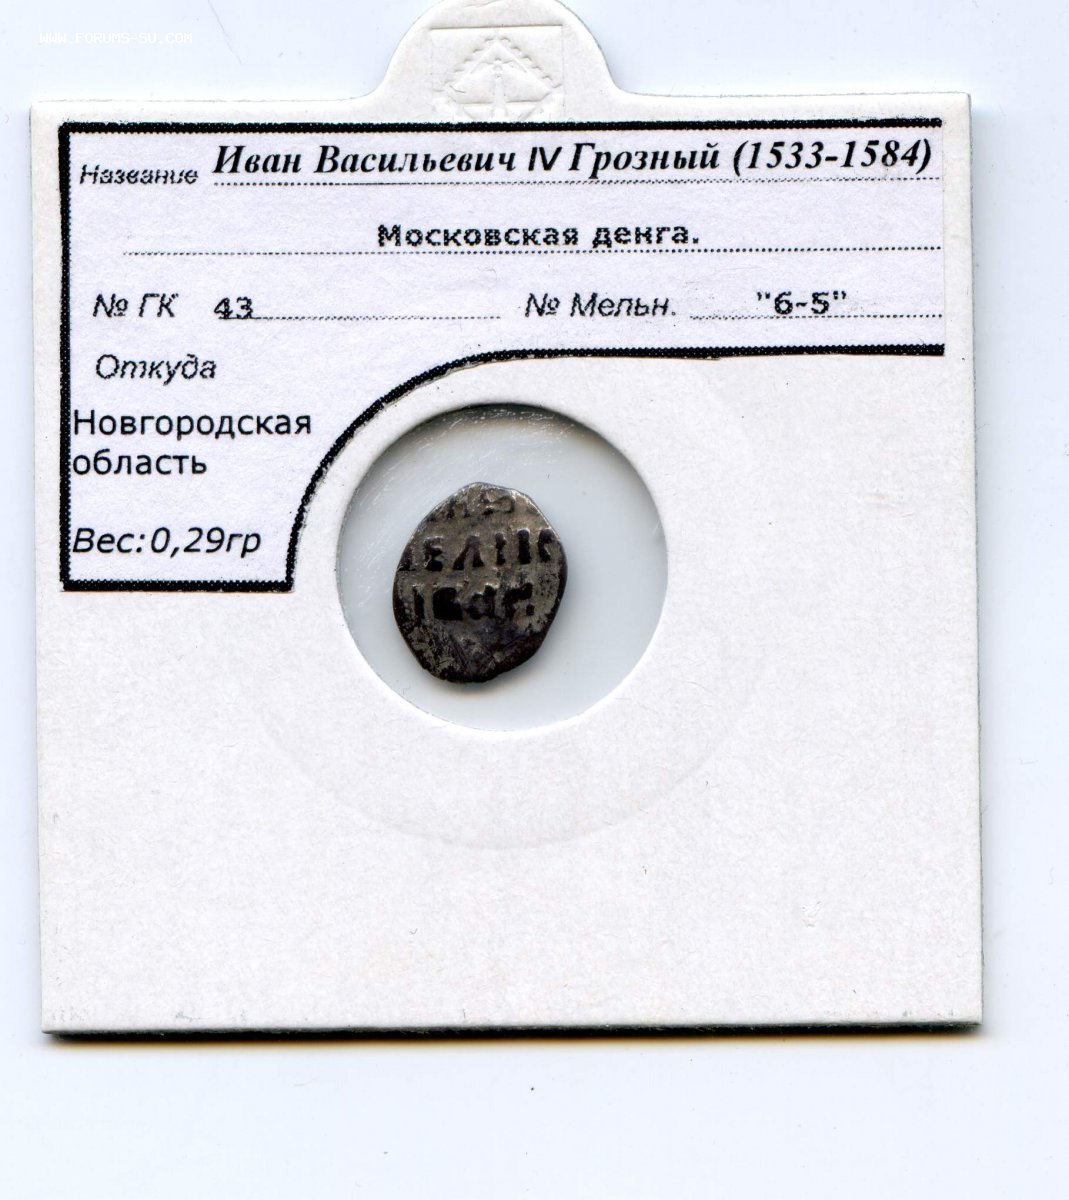 WWW.FORUMS-SU.COM
Название Иван Васильевич IV Грозный (1533-1584)
Московская денга.
№ ГК 43 № Мельн. "6-5"
Откуда
Новгородская
область
Вес: 0,29гр